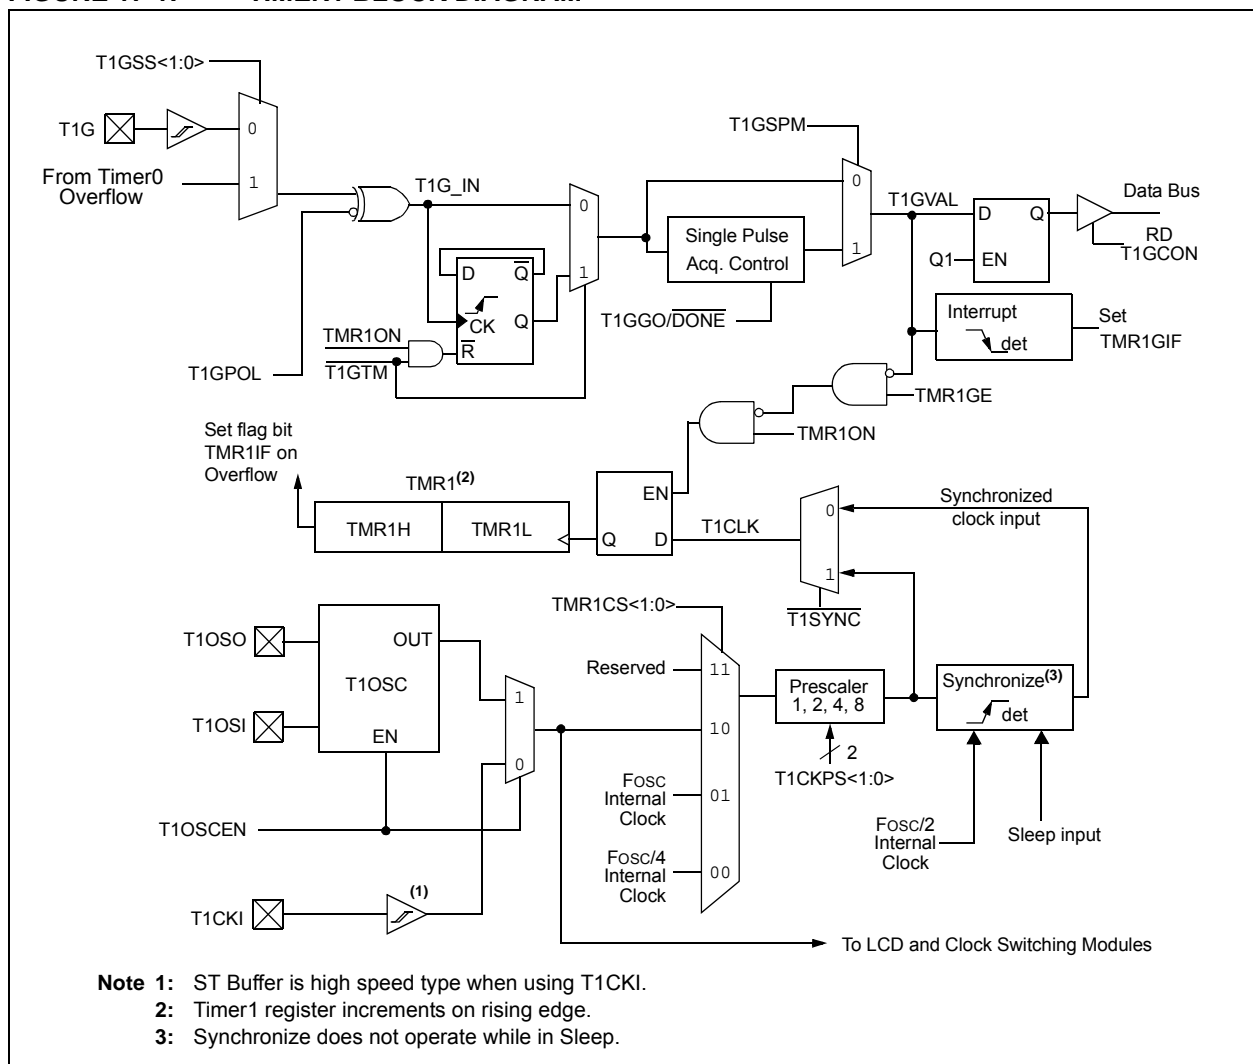 T1GSS<1:0>
T1G
0
From Timer0
Overflow
1
T1G_IN
T1GPOL
D
Q
CK
Q
R
TMR1ON
T1GTM
0
1
T1GSPM
0
1
Single Pulse
Acq. Control
T1GGO/DONE
T1GVAL
D
Q
Q1
EN
Data Bus
RD
T1GCON
Interrupt
det
Set
TMR1GIF
TMR1GE
TMR1ON
Set flag bit
TMR1IF on
Overflow
TMR1(2)
TMR1H
TMR1L
EN
Q
D
T1CLK
0
1
T1SYNC
Synchronized
clock input
T1OSO
T1OSI
OUT
T1OSC
EN
1
0
T1OSCEN
T1CKI
(1)
TMR1CS<1:0>
Reserved
11
10
FOSC
Internal
Clock
01
FOSC/4
Internal
Clock
00
Prescaler
1, 2, 4, 8
2
T1CKPS<1:0>
Synchronize(3)
det
FOSC/2
Internal
Clock
Sleep input
To LCD and Clock Switching Modules
Note 1: ST Buffer is high speed type when using T1CKI.
2: Timer1 register increments on rising edge.
3: Synchronize does not operate while in Sleep.